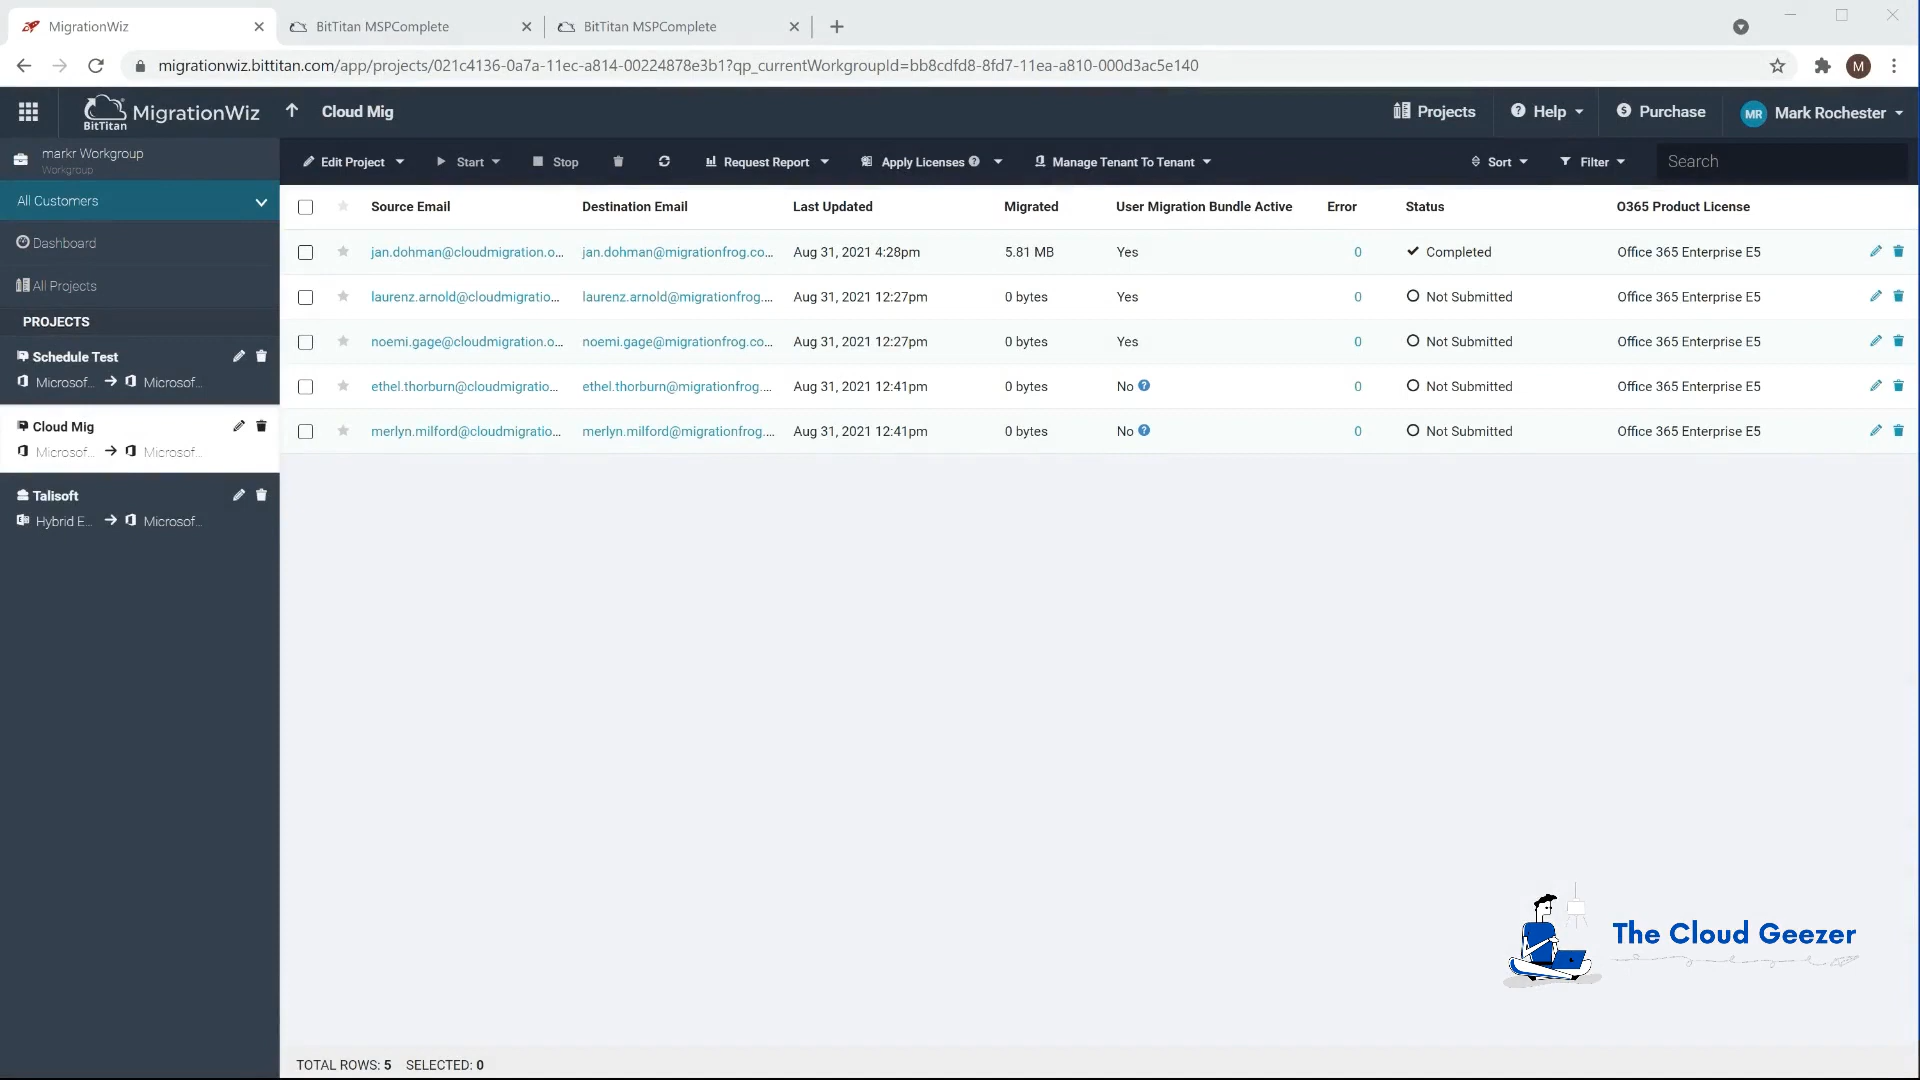 MigrationWiz
BitTitan MSPComplete
BitTitan MSPComplete
migrationwiz.bittitan.com/app/projects/021c4136-0a7a-11ec-a814-00224878e3b1?qp_currentWorkgroupId=bb8cdfd8-8fd7-11ea-a810-000d3ac5e140
M
BitTitan
MigrationWiz
Cloud Mig
Projects
Help
Purchase
MR
Mark Rochester
markr Workgroup
Workgroup
Edit Project
Start
Stop
Request Report
Apply Licenses
Manage Tenant To Tenant
Sort
Filter
Search
All Customers
Dashboard
All Projects
PROJECTS
Schedule Test
Microsof... Microsof...
Cloud Mig
Microsof... Microsof...
Talisoft
Hybrid E... Microsof...
Source Email Destination Email Last Updated Migrated User Migration Bundle Active Error Status O365 Product License
jan.dohman@cloudmigration.o... jan.dohman@migrationfrog.co... Aug 31, 2021 4:28pm 5.81 MB Yes 0 Completed Office 365 Enterprise E5
laurenz.arnold@cloudmigratio... laurenz.arnold@migrationfrog.... Aug 31, 2021 12:27pm 0 bytes Yes 0 Not Submitted Office 365 Enterprise E5
noemi.gage@cloudmigration.o... noemi.gage@migrationfrog.co... Aug 31, 2021 12:27pm 0 bytes Yes 0 Not Submitted Office 365 Enterprise E5
ethel.thorburn@cloudmigratio... ethel.thorburn@migrationfrog.... Aug 31, 2021 12:41pm 0 bytes No 0 Not Submitted Office 365 Enterprise E5
merlyn.milford@cloudmigratio... merlyn.milford@migrationfrog.... Aug 31, 2021 12:41pm 0 bytes No 0 Not Submitted Office 365 Enterprise E5
The Cloud Geezer
TOTAL ROWS: 5 SELECTED: 0